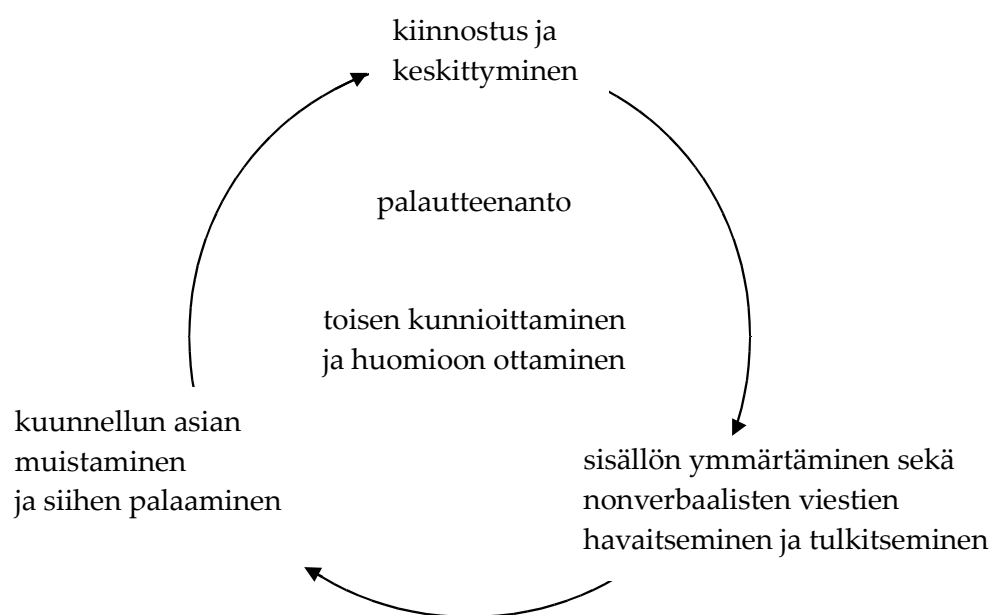 kiinnostus ja
keskittyminen
palautteenanto
toisen kunnioittaminen
ja huomioon ottaminen
kuunnellun asian
muistaminen
ja siihen palaaminen
sisällön ymmärtäminen sekä
nonverbaalisten viestien
havaitseminen ja tulkitseminen